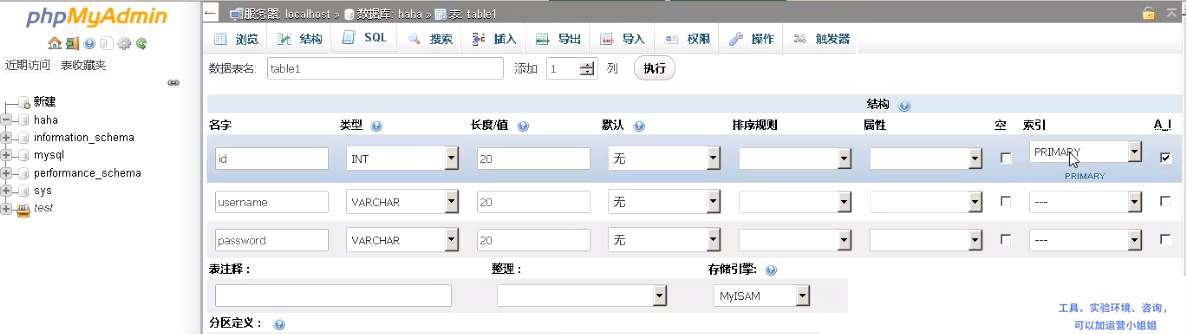 phpMyAdmin
近期访问 表收藏夹
新建
haha
information_schema
mysql
performance_schema
sys
test
服务器: localhost » 数据库: haha » 表: table1
浏览 结构 SQL 搜索 插入 导出 导入 权限 操作 触发器
数据表名: table1 添加 1 列 执行
结构
名字 类型 长度/值 默认 排序规则 属性 空 索引 A_I
id INT 20 无 PRIMARY
PRIMARY
username VARCHAR 20 无 ---
password VARCHAR 20 无 ---
表注释： 整理： 存储引擎:
MyISAM
分区定义：
工具、实验环境、咨询，
可以加运营小姐姐